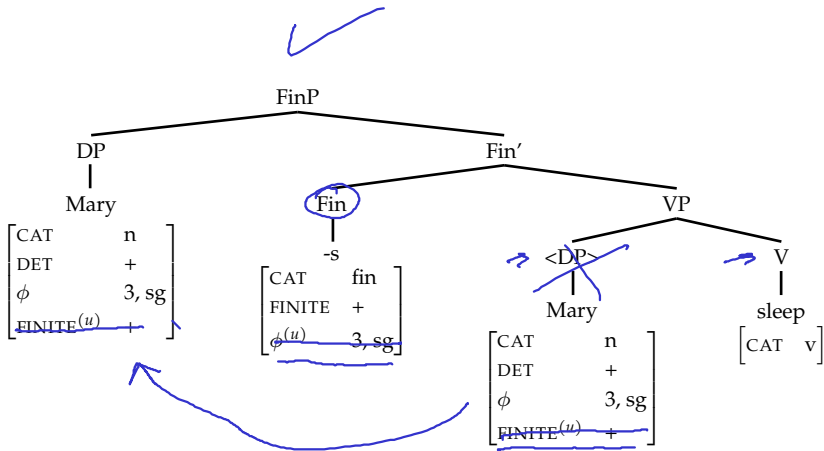 FinP
DP
Fin′
Mary
Fin
VP
CAT n
DET +
ϕ 3, sg
FINITE(u) +
-s
CAT fin
FINITE +
ϕ(u) 3, sg
<DP>
V
Mary
sleep
CAT n
DET +
ϕ 3, sg
FINITE(u) +
CAT v